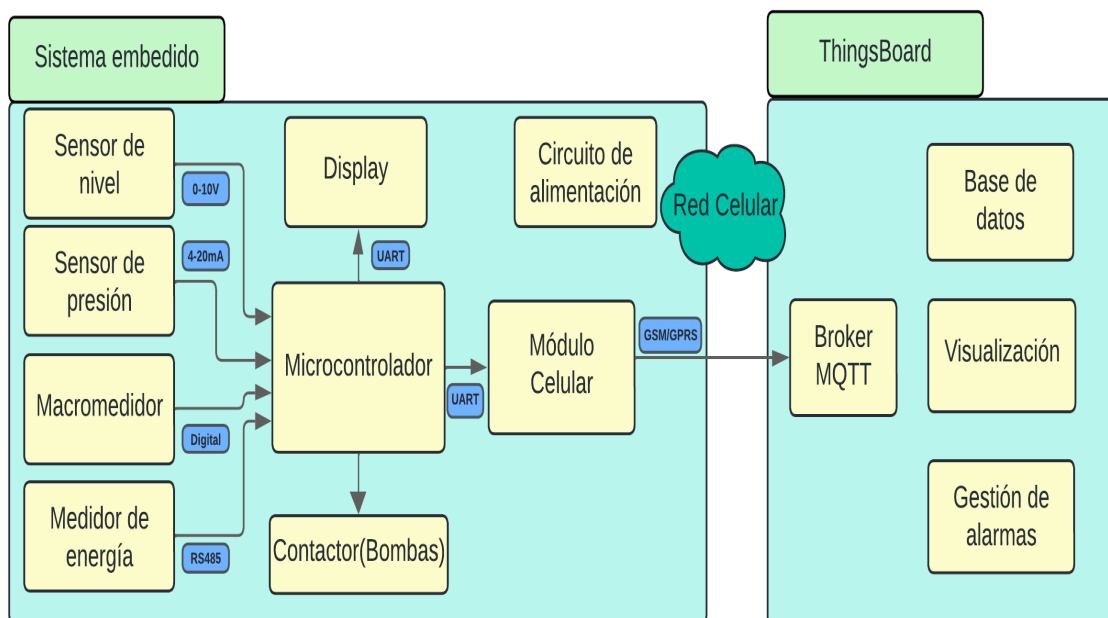 Sistema embedido
ThingsBoard
Sensor de
nivel
0-10V
Sensor de
presión
4-20mA
Macromedidor
Digital
Medidor de
energía
RS485
Display
UART
Microcontrolador
UART
Contactor(Bombas)
Circuito de
alimentación
Módulo
Celular
Red Celular
GSM/GPRS
Broker
MQTT
Base de
datos
Visualización
Gestión de
alarmas